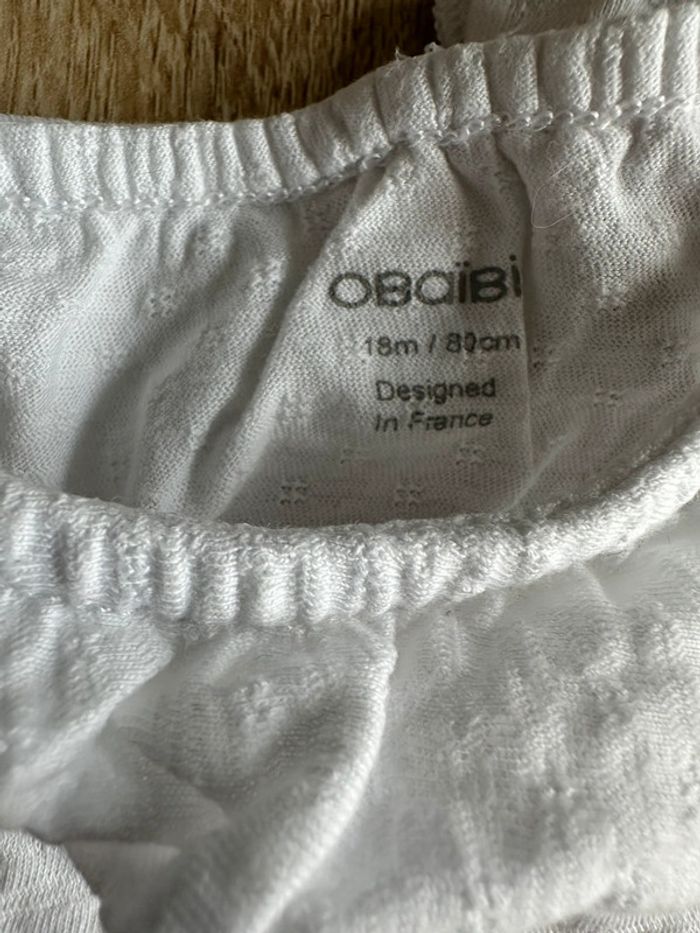 OBaïBi
18m / 80cm
Designed
in France